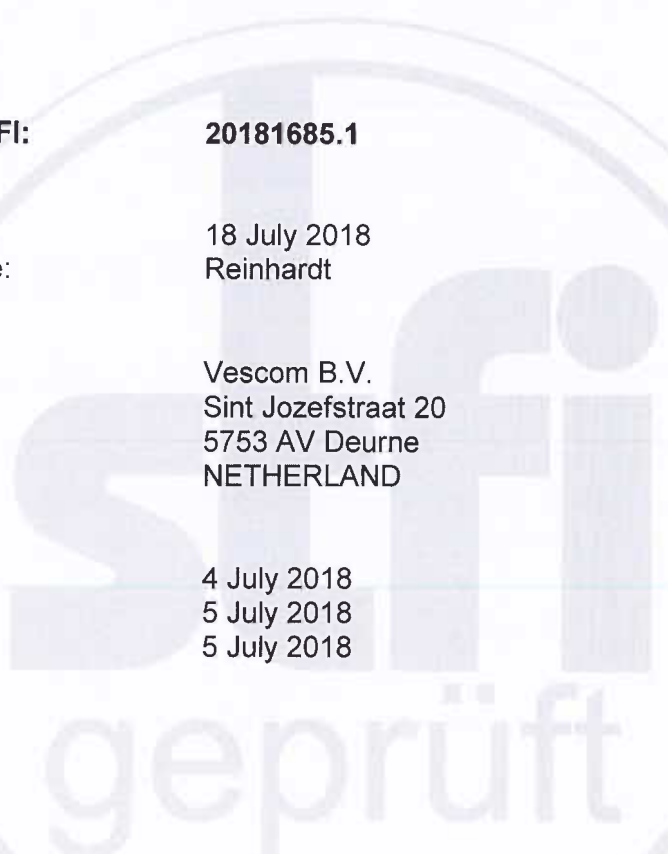 FI: 20181685.1
18 July 2018
e: Reinhardt
Vescom B.V.
Sint Jozefstraat 20
5753 AV Deurne
NETHERLAND
4 July 2018
5 July 2018
5 July 2018
stfi
geprüft